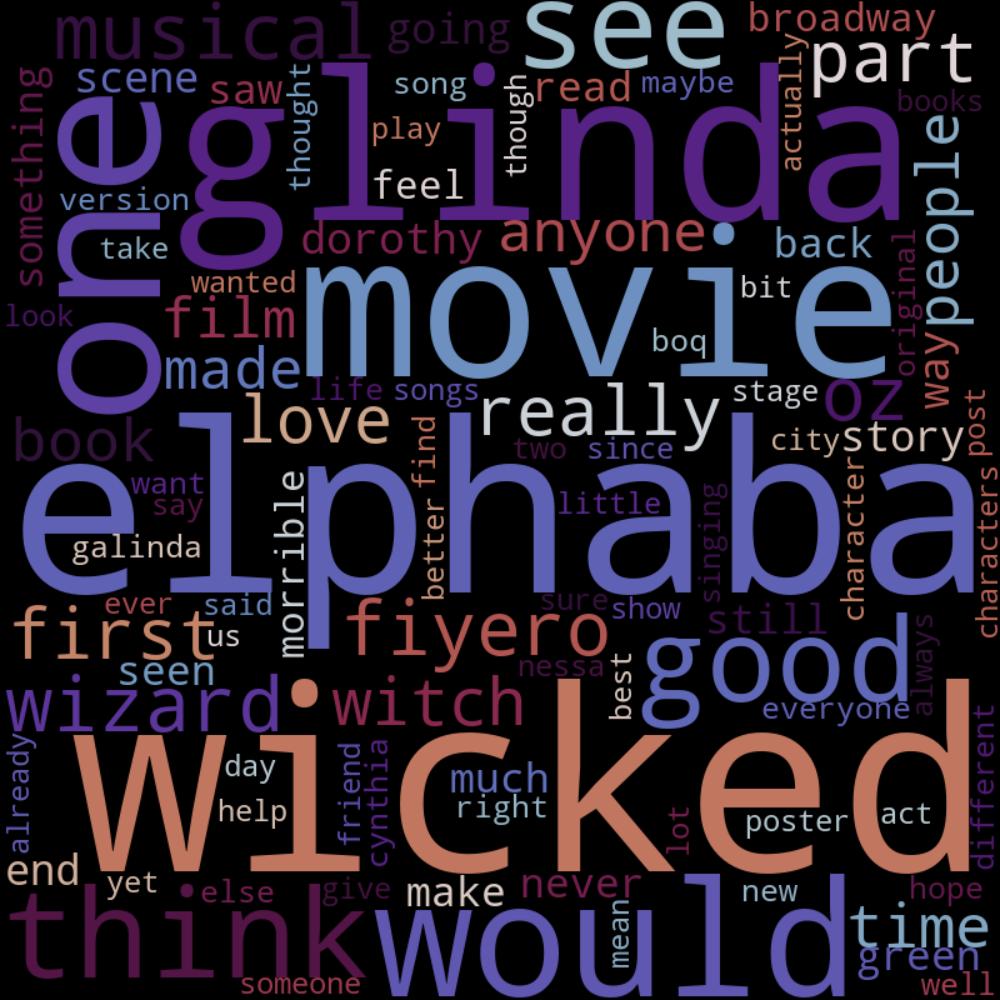 musical
going
see
broadway
part
something
scene
saw
thought
song
though
read
maybe
actually
books
one
glinda
play
feel
people
version
take
dorothy
anyone
back
original
wanted
movie
bit
look
film
boq
way
made
life
songs
stage
oz
post
love
really
book
find
two
since
city
story
elphaba
want
say
little
singing
character
characters
galinda
morrible
better
ever
said
sure
show
first
us
fiyero
still
always
seen
nessa
best
good
wizard
witch
everyone
different
wicked
already
day
friend
cynthia
much
help
right
lot
poster
act
end
yet
else
give
make
never
new
hope
think
would
mean
time
green
someone
well